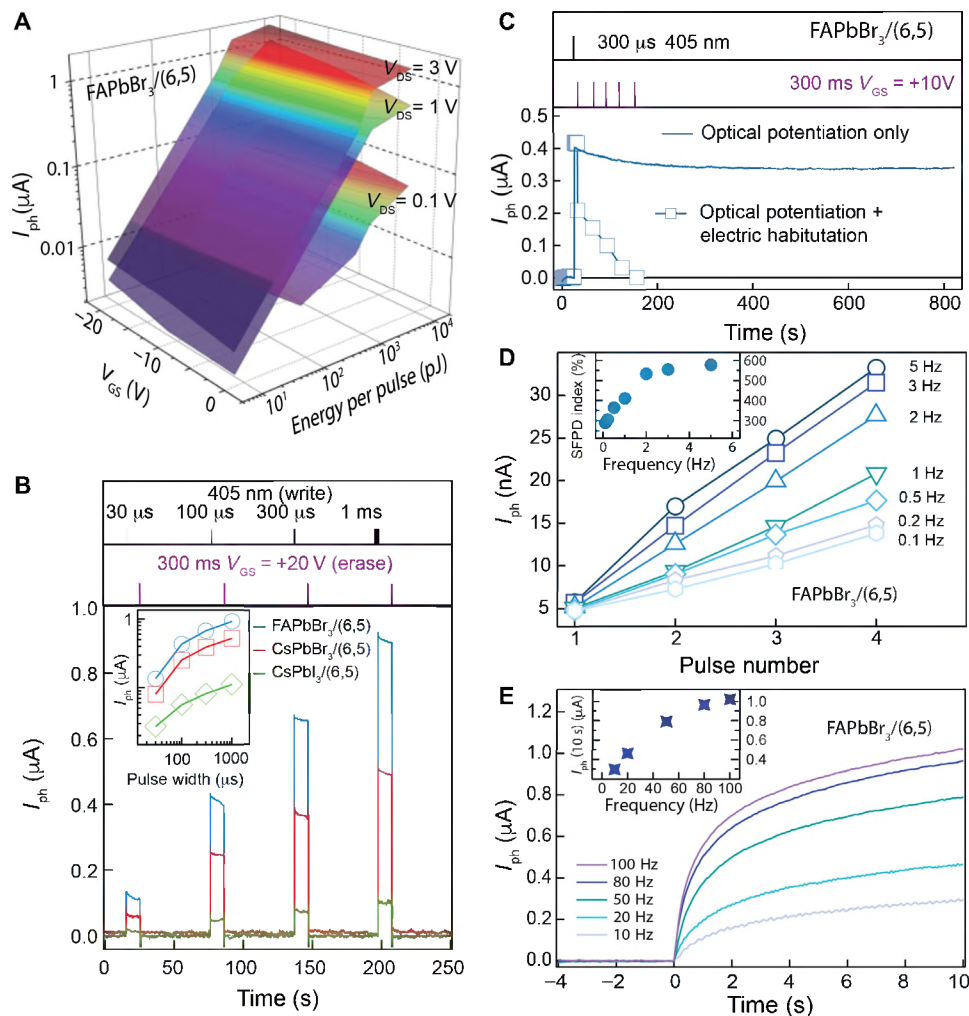 A
FAPbBr3/(6,5)
VDS= 3 V
VDS= 1 V
VDS= 0.1 V
1
0.1
0.01
Iph (μA)
−20
−10
0
VGS (V)
10^1
10^2
10^3
10^4
Energy per pulse (pJ)
B
405 nm (write)
30 μs 100 μs 300 μs 1 ms
300 ms VGS = +20 V (erase)
1.0
0.8
0.6
0.4
0.2
0.0
Iph (μA)
FAPbBr3/(6,5)
CsPbBr3/(6,5)
CsPbI3/(6,5)
1
Iph (μA)
100 1000
Pulse width (μs)
0 50 100 150 200 250
Time (s)
C
300 μs 405 nm
FAPbBr3/(6,5)
300 ms VGS = +10V
0.5
0.4
0.3
0.2
0.1
0.0
Iph (μA)
Optical potentiation only
Optical potentiation +
electric habitutation
0 200 400 600 800
Time (s)
D
30
25
20
15
10
5
Iph (nA)
SFPD index (%)
600
500
400
300
0 2 4 6
Frequency (Hz)
5 Hz
3 Hz
2 Hz
1 Hz
0.5 Hz
0.2 Hz
0.1 Hz
FAPbBr3/(6,5)
1 2 3 4
Pulse number
E
1.2
1.0
0.8
0.6
0.4
0.2
0.0
Iph (μA)
Iph (10 s) (μA)
1.0
0.8
0.6
0.4
0 20 40 60 80 100
Frequency (Hz)
FAPbBr3/(6,5)
100 Hz
80 Hz
50 Hz
20 Hz
10 Hz
−4 −2 0 2 4 6 8 10
Time (s)